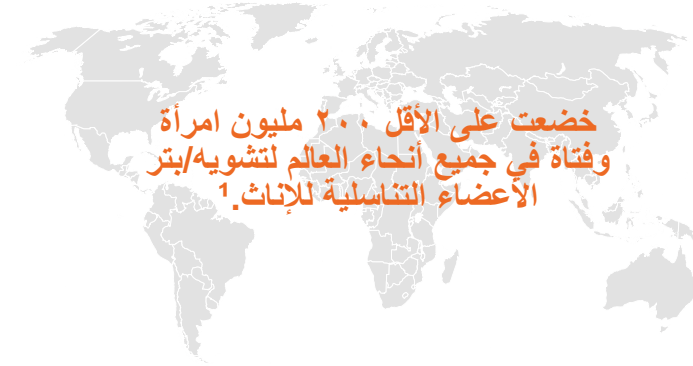 خضعت على الأقل ٢٠٠ مليون امرأة
وفتاة في جميع أنحاء العالم لتشويه/بتر
الأعضاء التناسلية للإناث.¹